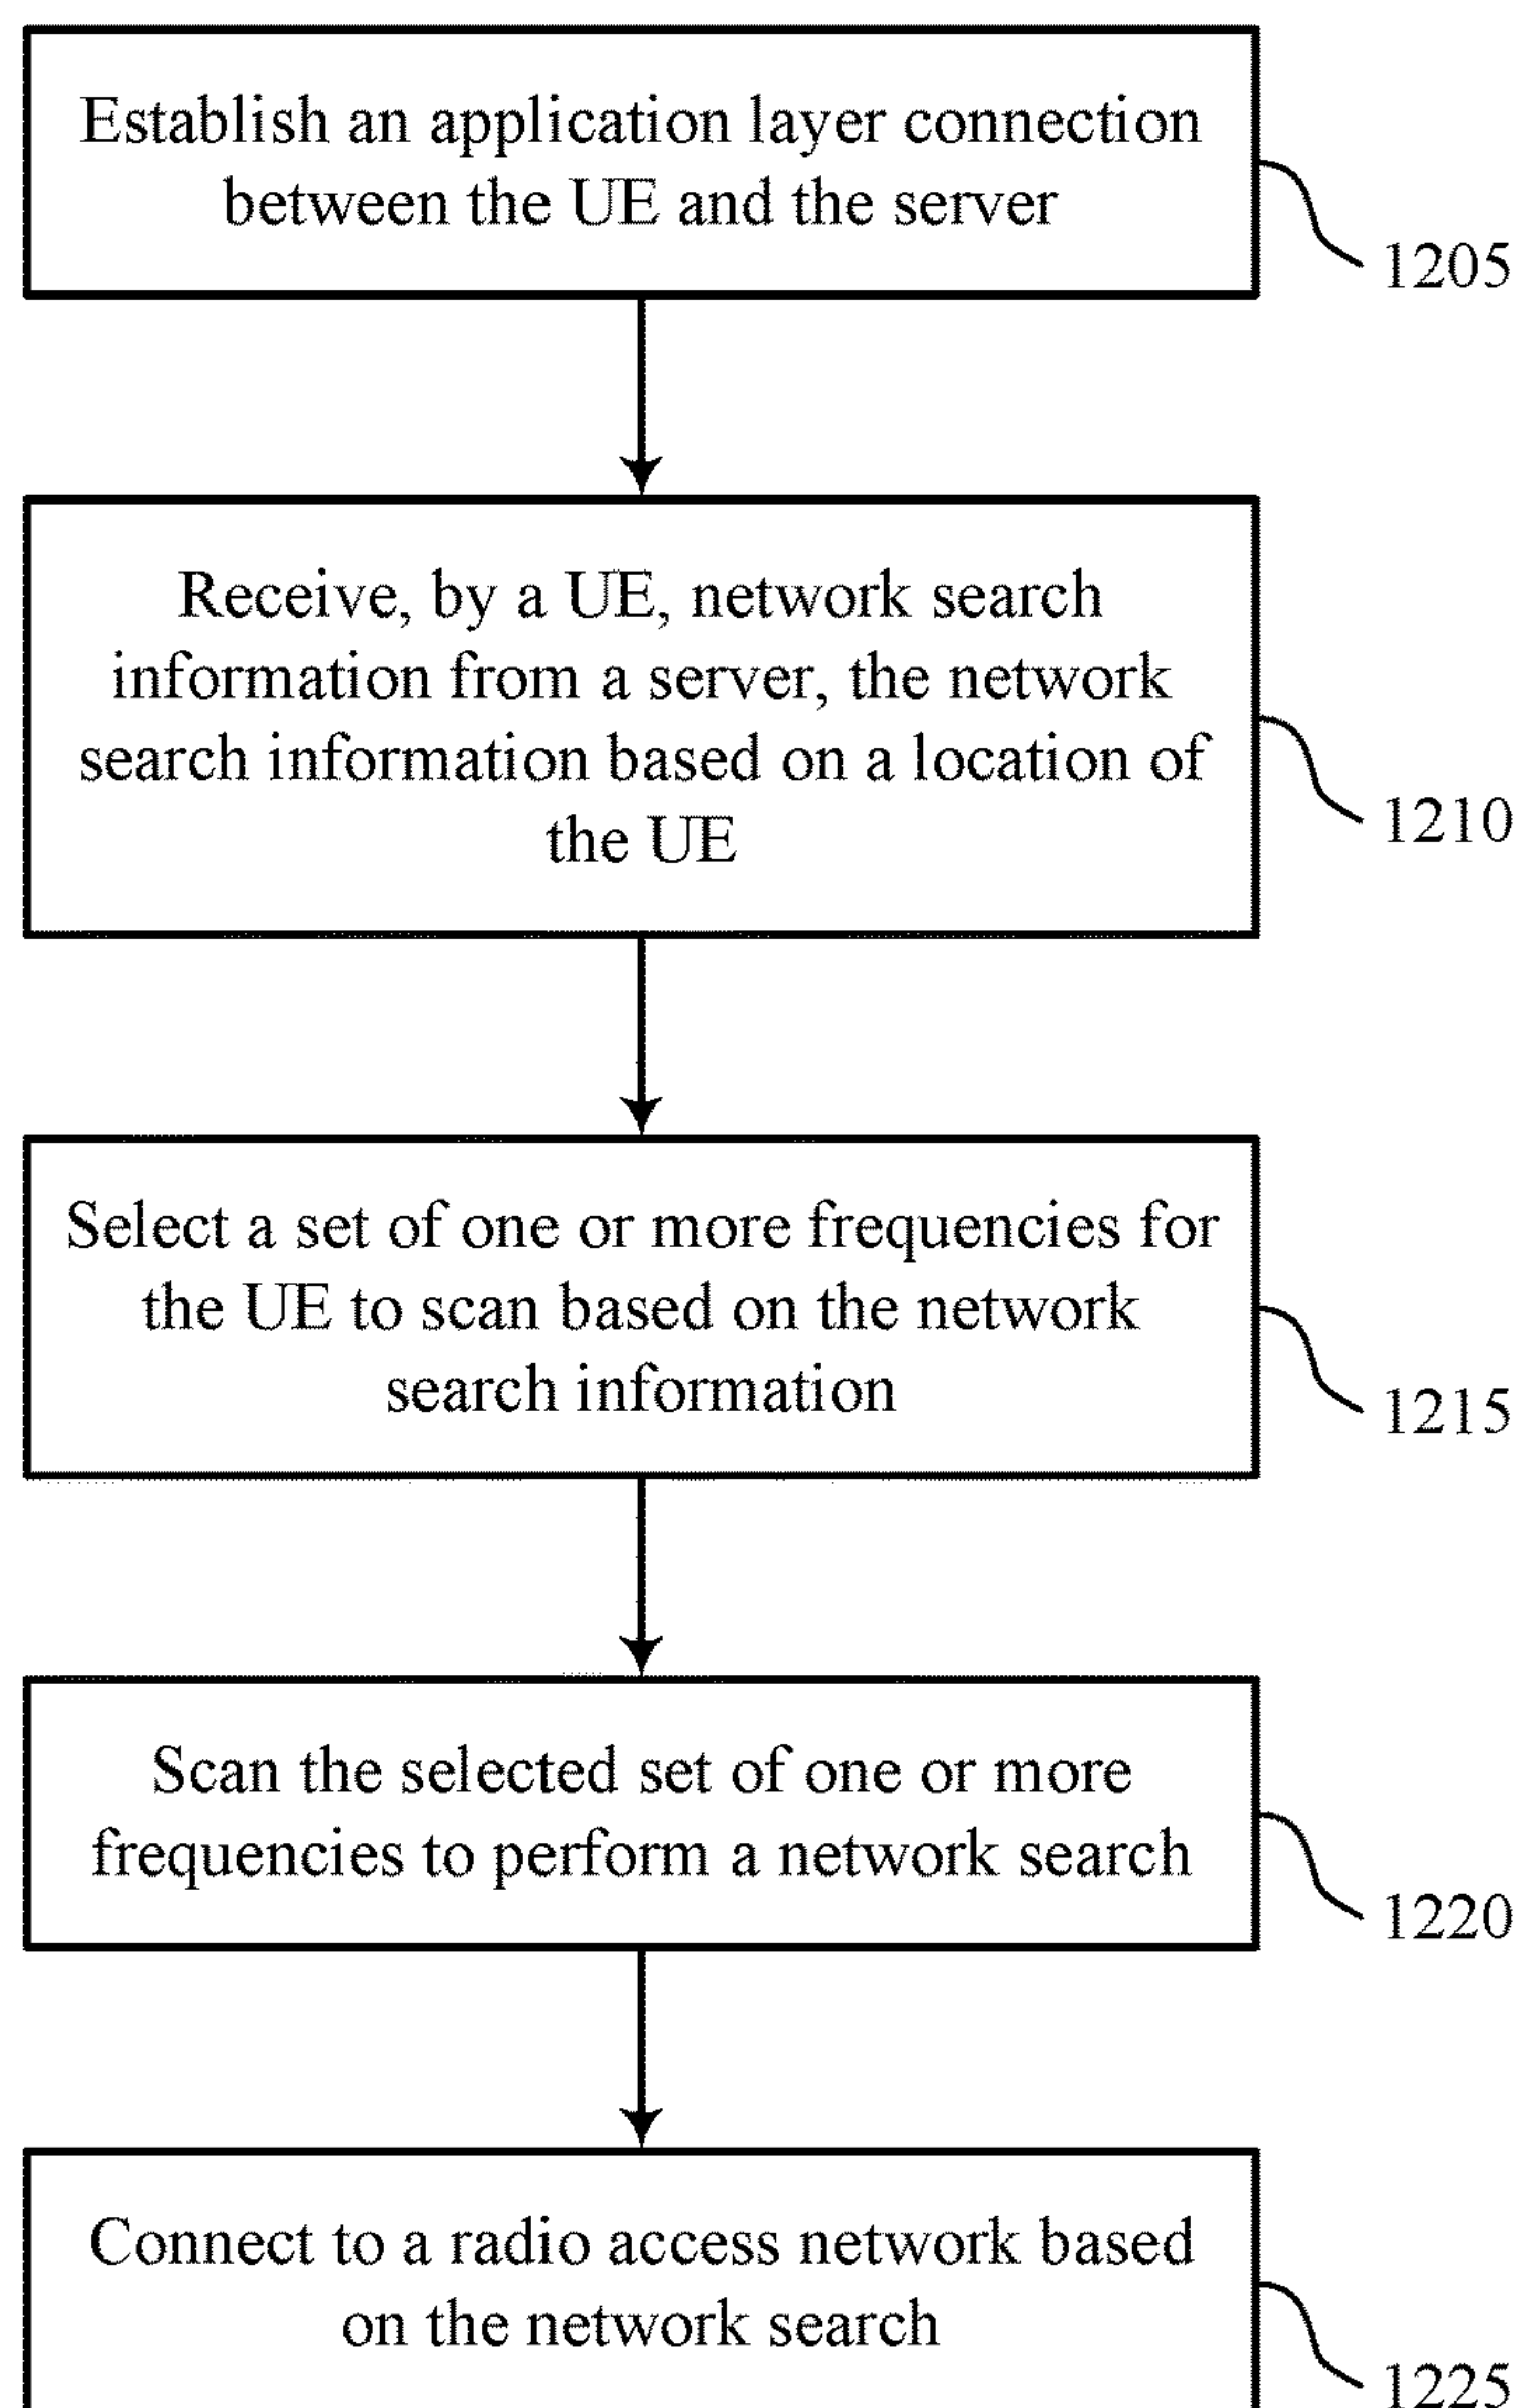 Establish an application layer connection
between the UE and the server
1205
Receive, by a UE, network search
information from a server, the network
search information based on a location of
the UE
1210
Select a set of one or more frequencies for
the UE to scan based on the network
search information
1215
Scan the selected set of one or more
frequencies to perform a network search
1220
Connect to a radio access network based
on the network search
1225